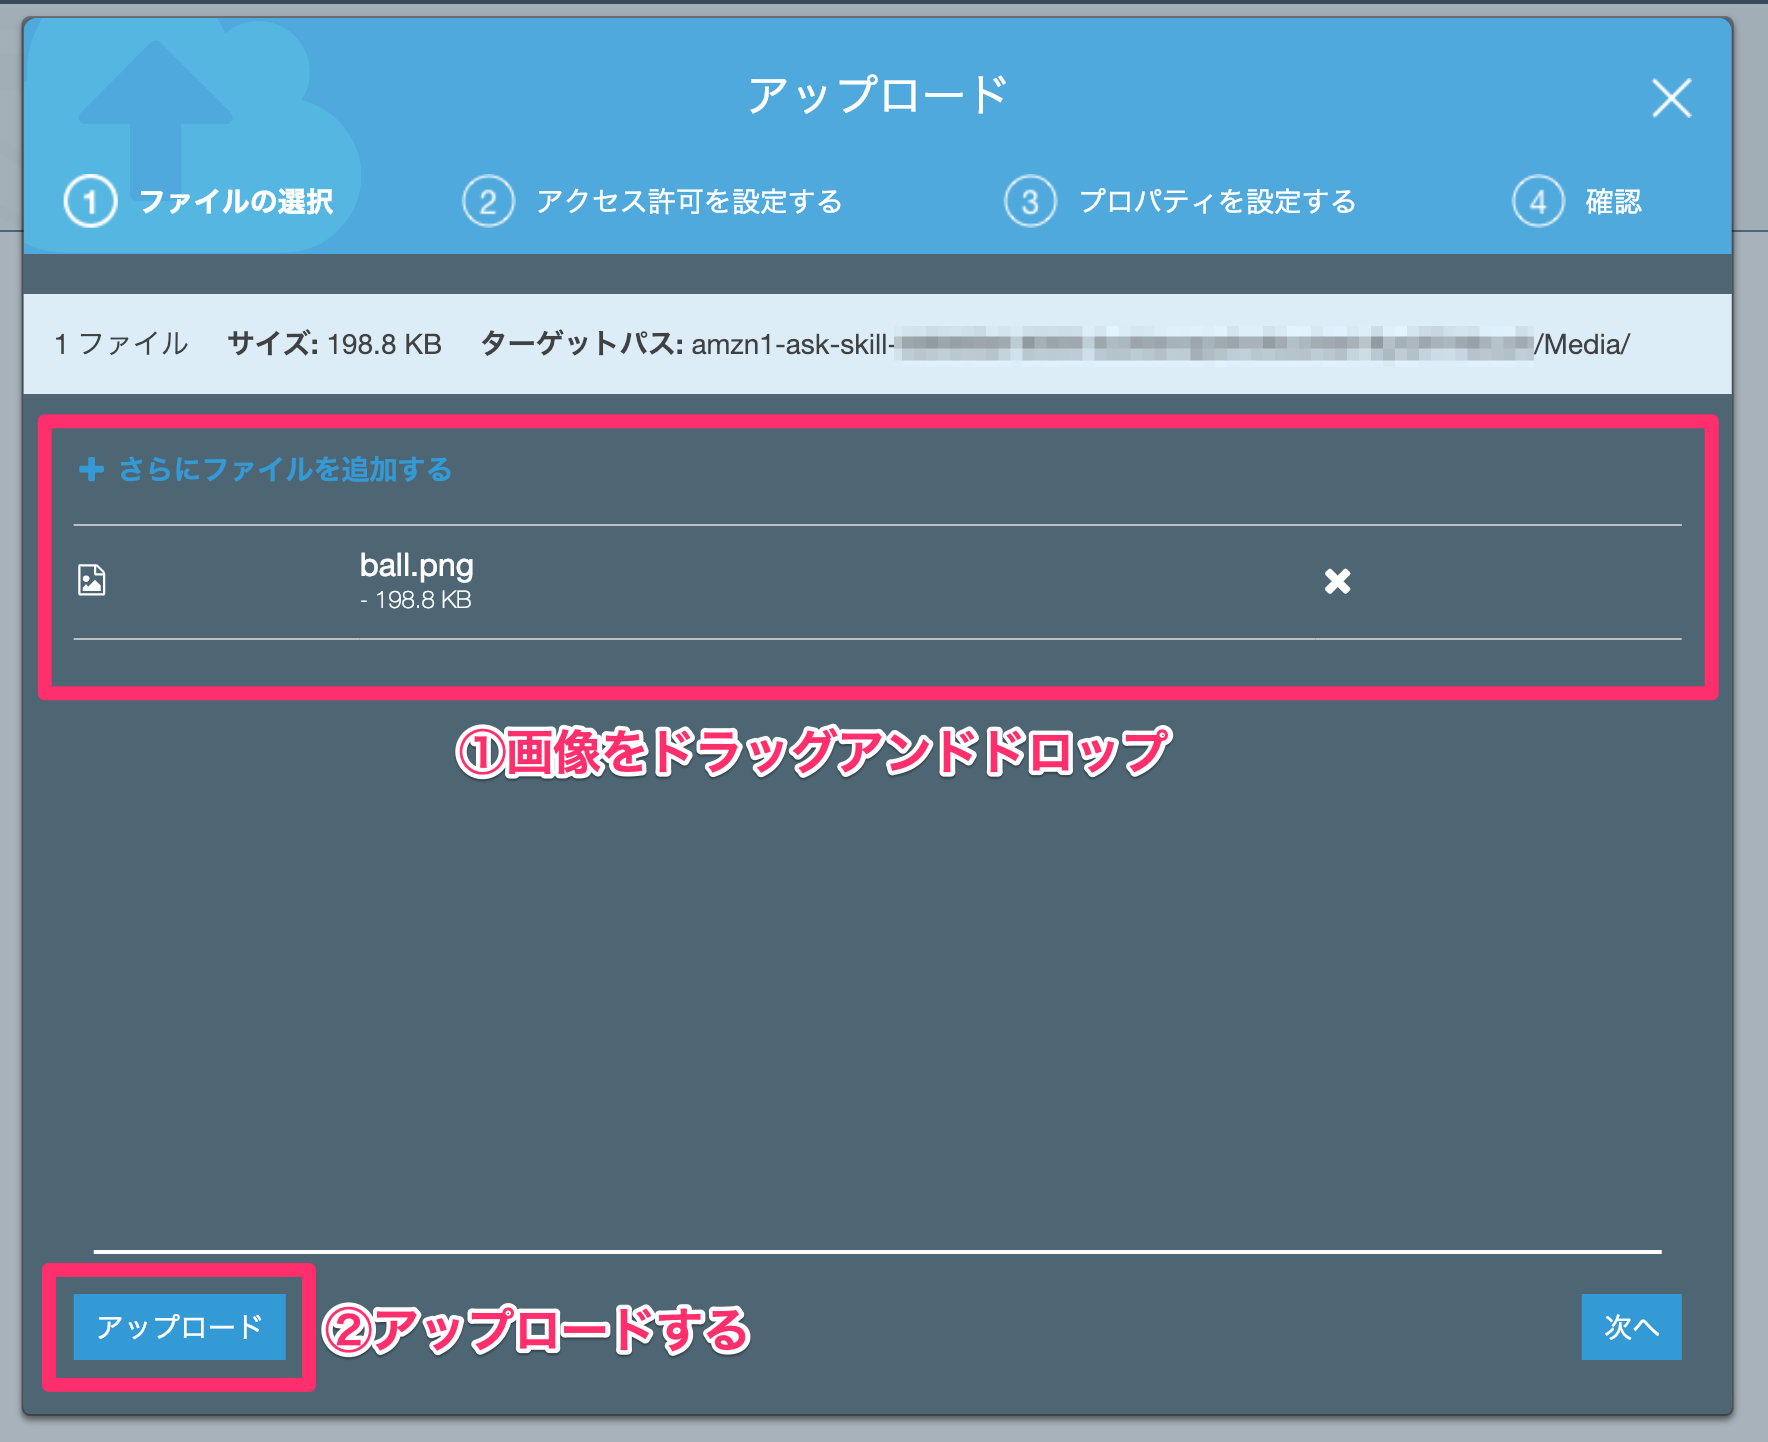 アップロード
1 ファイルの選択 2 アクセス許可を設定する 3 プロパティを設定する 4 確認
1 ファイル サイズ: 198.8 KB ターゲットパス: amzn1-ask-skill- /Media/
さらにファイルを追加する
ball.png
- 198.8 KB
①画像をドラッグアンドドロップ
アップロード ②アップロードする 次へ